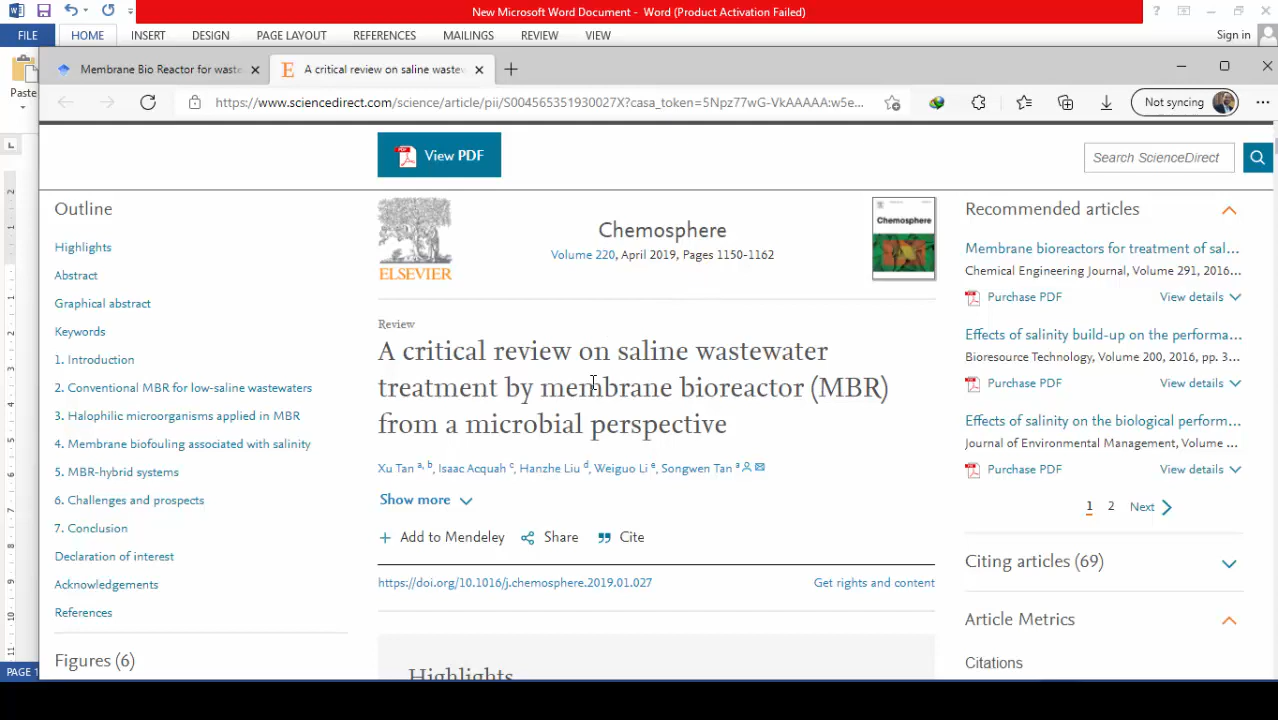 New Microsoft Word Document - Word (Product Activation Failed)
FILE HOME INSERT DESIGN PAGE LAYOUT REFERENCES MAILINGS REVIEW VIEW Sign in
Paste
Membrane Bio Reactor for waste
A critical review on saline wastew
https://www.sciencedirect.com/science/article/pii/S004565351930027X?casa_token=5Npz77wG-VkAAAAA:w5e...
Not syncing
View PDF
Search ScienceDirect
Outline
Highlights
Abstract
Graphical abstract
Keywords
1. Introduction
2. Conventional MBR for low-saline wastewaters
3. Halophilic microorganisms applied in MBR
4. Membrane biofouling associated with salinity
5. MBR-hybrid systems
6. Challenges and prospects
7. Conclusion
Declaration of interest
Acknowledgements
References
Figures (6)
ELSEVIER
Chemosphere
Volume 220, April 2019, Pages 1150-1162
Chemosphere
Review
A critical review on saline wastewater
treatment by membrane bioreactor (MBR)
from a microbial perspective
Xu Tan a, b, Isaac Acquah c, Hanzhe Liu d, Weiguo Li e, Songwen Tan a
Show more
Add to Mendeley Share Cite
https://doi.org/10.1016/j.chemosphere.2019.01.027
Get rights and content
Highlights
Recommended articles
Membrane bioreactors for treatment of sal...
Chemical Engineering Journal, Volume 291, 2016...
Purchase PDF View details
Effects of salinity build-up on the performa...
Bioresource Technology, Volume 200, 2016, pp. 3...
Purchase PDF View details
Effects of salinity on the biological perform...
Journal of Environmental Management, Volume ...
Purchase PDF View details
1 2 Next
Citing articles (69)
Article Metrics
Citations
PAGE 1